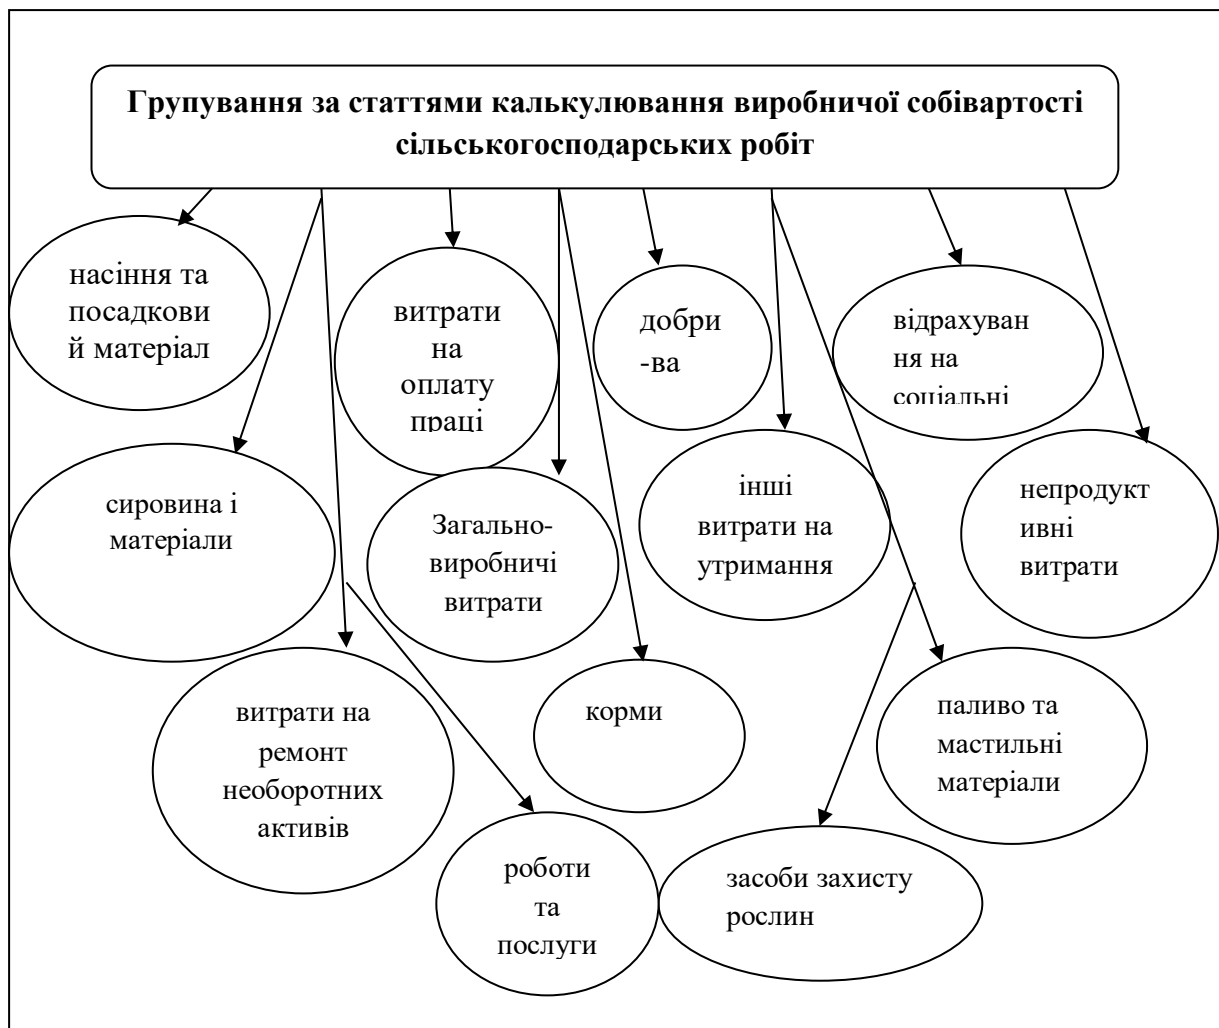 Групування за статтями калькулювання виробничої собівартості
сільськогосподарських робіт
насіння та
посадкови
й матеріал
витрати
на
оплату
праці
добри
-ва
відрахуван
ня на
соціальні
сировина і
матеріали
Загально-
виробничі
витрати
інші
витрати на
утримання
непродукт
ивні
витрати
витрати на
ремонт
необоротних
активів
корми
паливо та
мастильні
матеріали
роботи
та
послуги
засоби захисту
рослин